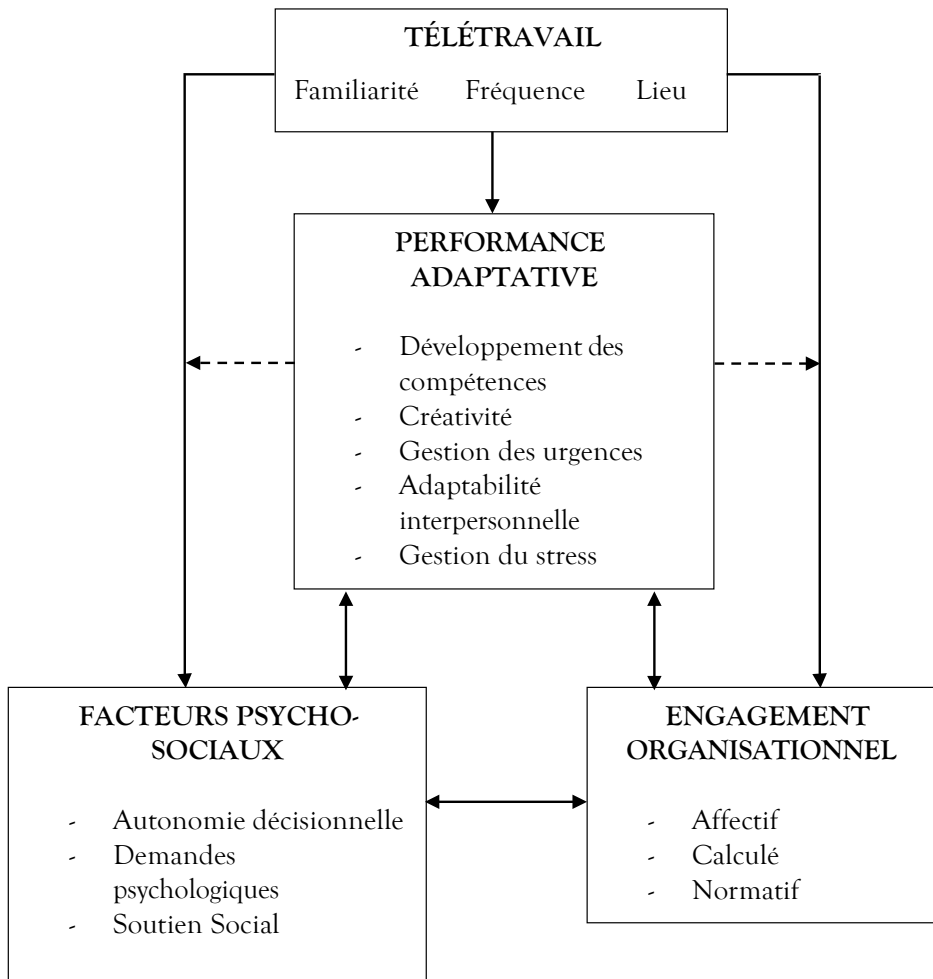 TÉLÉTRAVAIL
Familiarité Fréquence Lieu
PERFORMANCE
ADAPTATIVE
- Développement des
compétences
- Créativité
- Gestion des urgences
- Adaptabilité
interpersonnelle
- Gestion du stress
FACTEURS PSYCHO-
SOCIAUX
- Autonomie décisionnelle
- Demandes
psychologiques
- Soutien Social
ENGAGEMENT
ORGANISATIONNEL
- Affectif
- Calculé
- Normatif